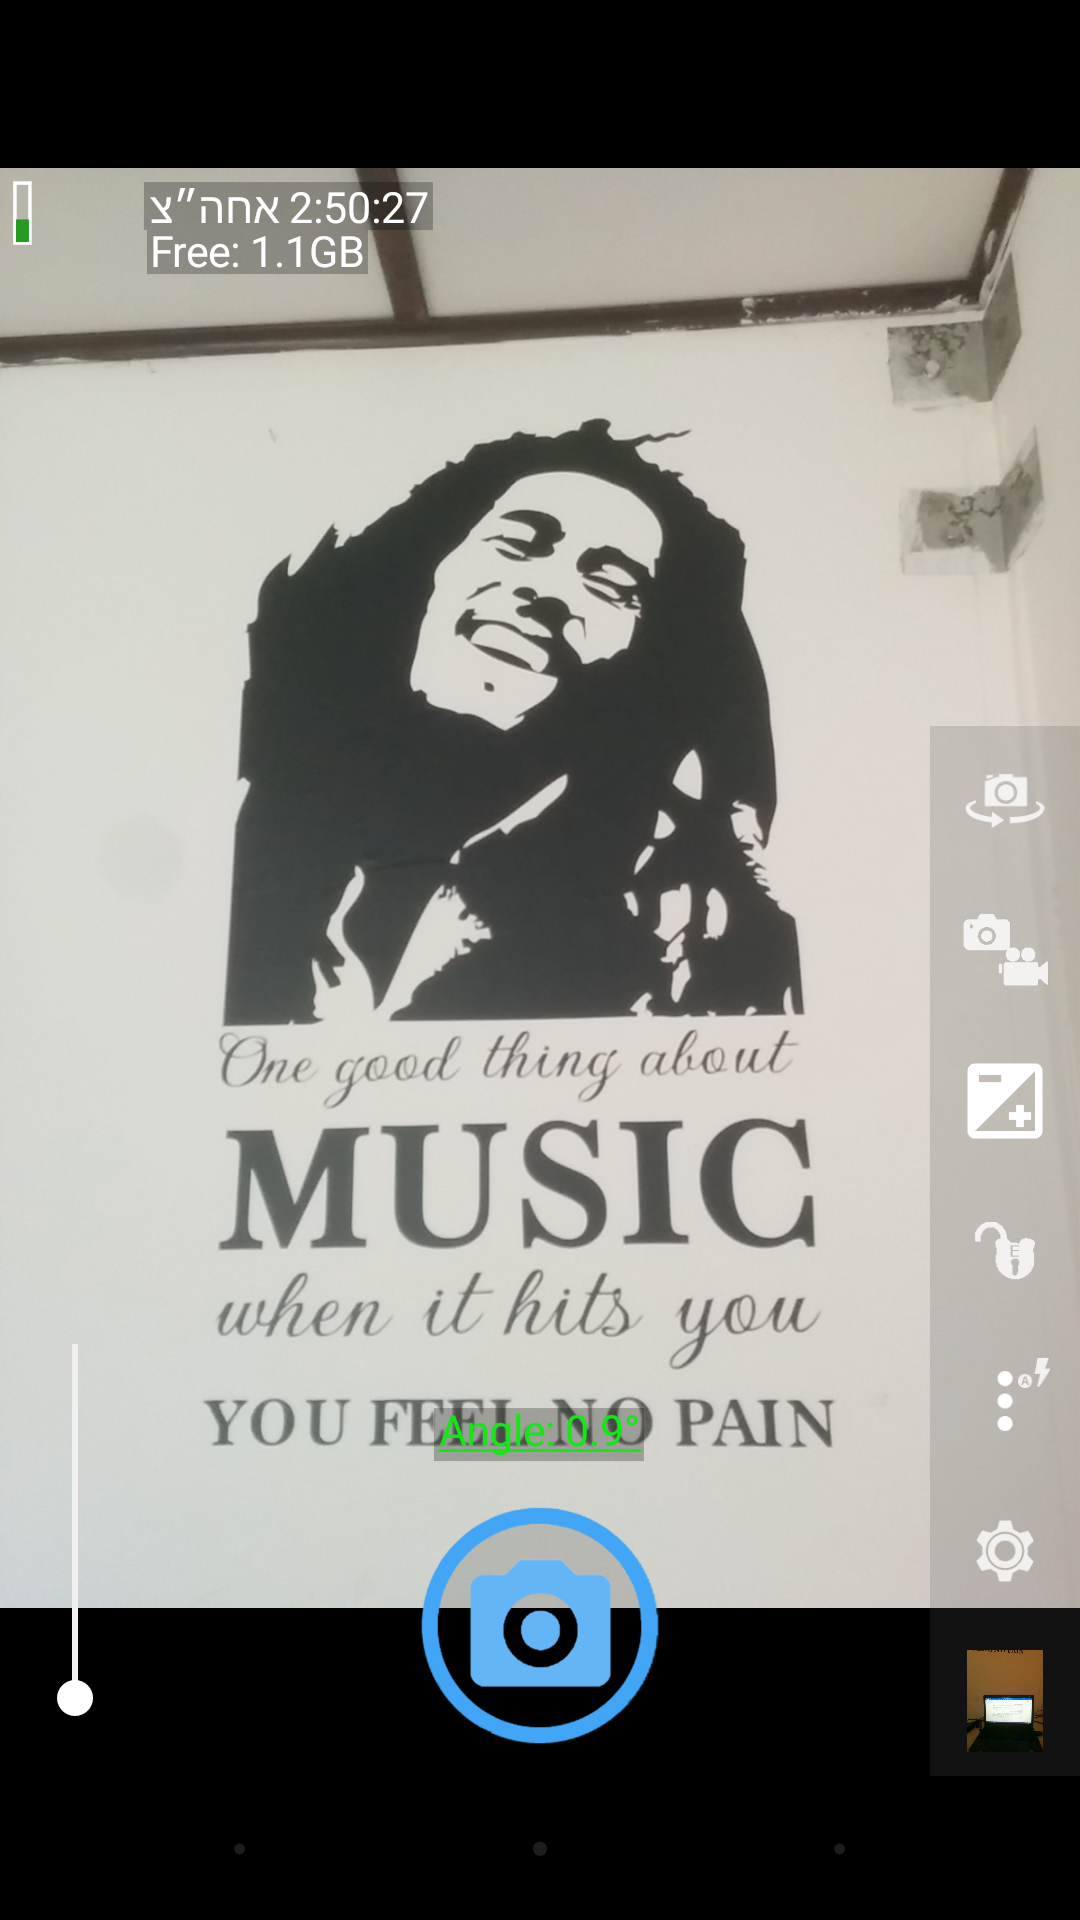 אחה״צ 2:50:27
Free: 1.1GB
One good thing about
MUSIC
when it hits you
YOU FEEL NO PAIN
Angle: 0.9°